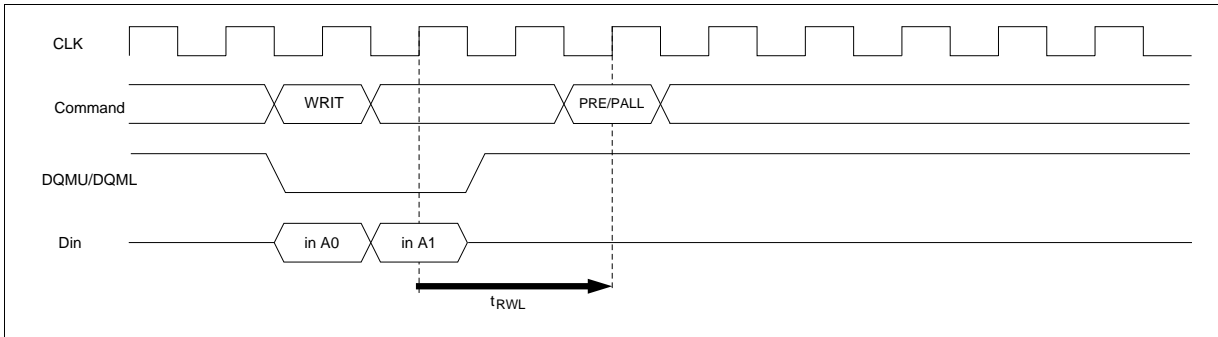 CLK
Command WRIT PRE/PALL
DQMU/DQML
Din in A0 in A1
tRWL